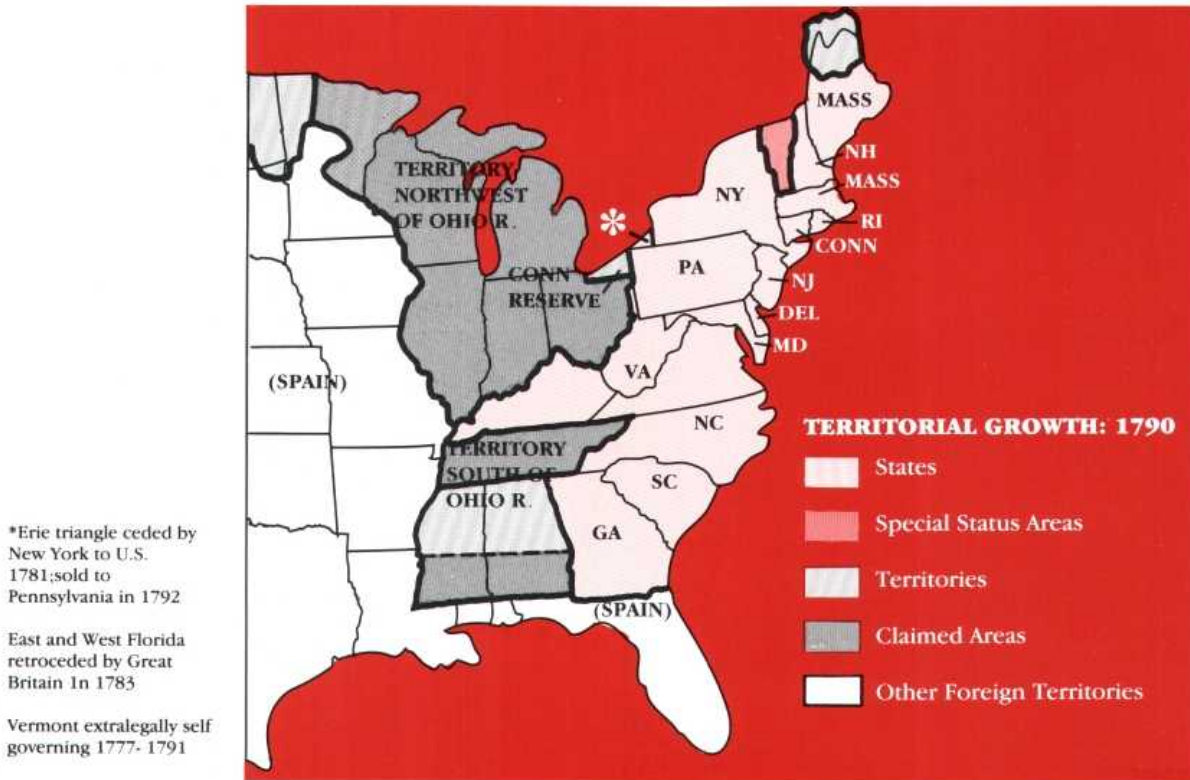 MASS
NH
MASS
RI
CONN
NY
NJ
PA
DEL
MD
TERRITORY
NORTHWEST
OF OHIO R.
CONN
RESERVE
*
(SPAIN)
VA
NC
TERRITORY
SOUTH OF
OHIO R.
SC
GA
(SPAIN)
TERRITORIAL GROWTH: 1790
States
Special Status Areas
Territories
Claimed Areas
Other Foreign Territories
*Erie triangle ceded by
New York to U.S.
1781;sold to
Pennsylvania in 1792
East and West Florida
retroceded by Great
Britain 1n 1783
Vermont extralegally self
governing 1777- 1791